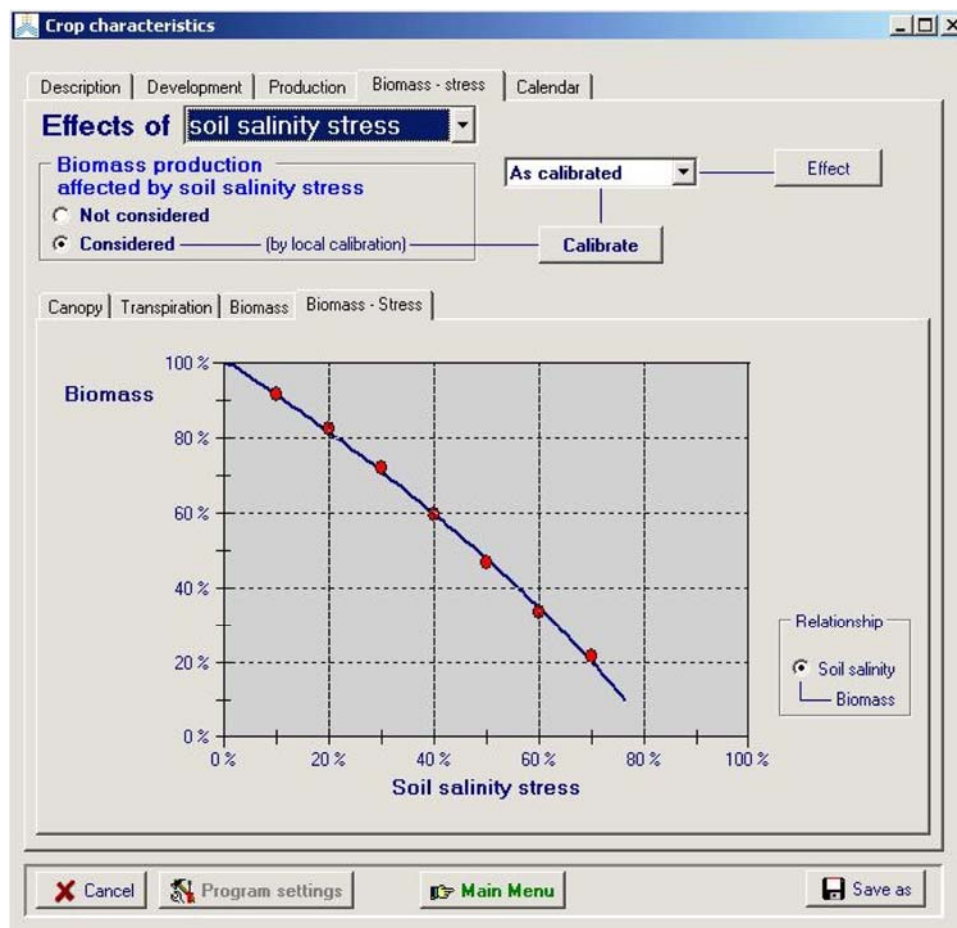 Crop characteristics
Description Development Production Biomass - stress Calendar
Effects of soil salinity stress
Biomass production
affected by soil salinity stress
Not considered
Considered (by local calibration)
As calibrated
Effect
Calibrate
Canopy Transpiration Biomass Biomass - Stress
Biomass
100 %
80 %
60 %
40 %
20 %
0 %
0 % 20 % 40 % 60 % 80 % 100 %
Soil salinity stress
Relationship
Soil salinity
Biomass
Cancel Program settings Main Menu Save as